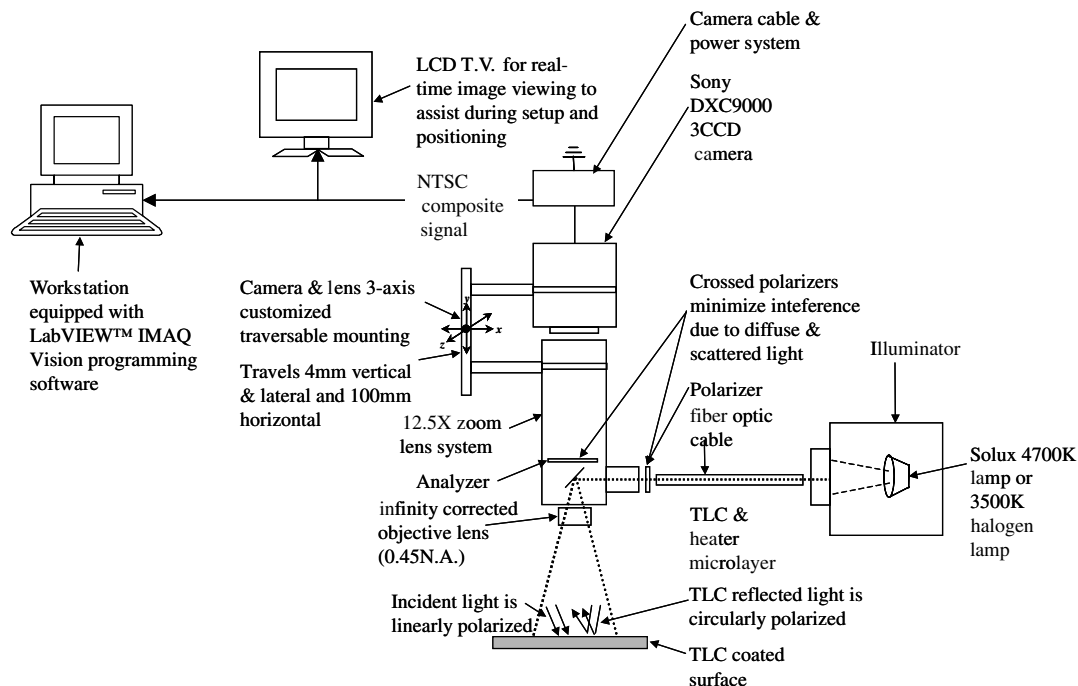 Camera cable &
power system
LCD T.V. for real-
time image viewing to
assist during setup and
positioning
Sony
DXC9000
3CCD
camera
NTSC
composite
signal
Workstation
equipped with
LabVIEW™ IMAQ
Vision programming
software
Camera & lens 3-axis
customized
traversable mounting
y
x
z
Travels 4mm vertical
& lateral and 100mm
horizontal
Crossed polarizers
minimize inteference
due to diffuse &
scattered light
Illuminator
Polarizer
fiber optic
cable
12.5X zoom
lens system
Analyzer
infinity corrected
objective lens
(0.45N.A.)
Solux 4700K
lamp or
3500K
halogen
lamp
TLC &
heater
microlayer
Incident light is
linearly polarized
TLC reflected light is
circularly polarized
TLC coated
surface